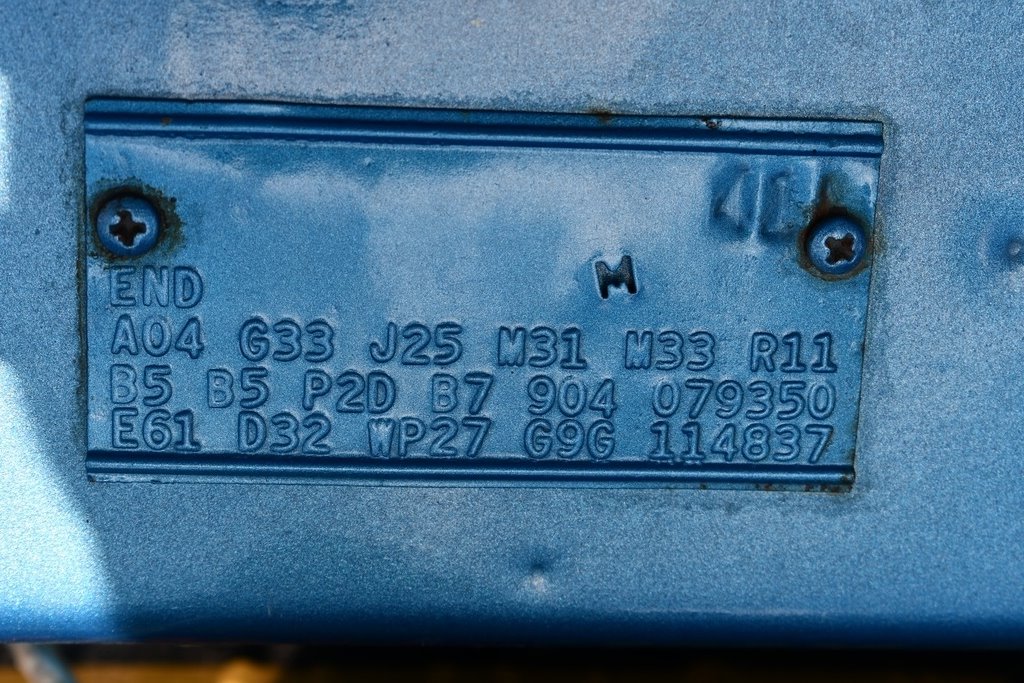 M
END
A04 G33 J25 M31 M33 R11
B5 B5 P2D B7 904 079350
E61 D32 WP27 G9G 114837